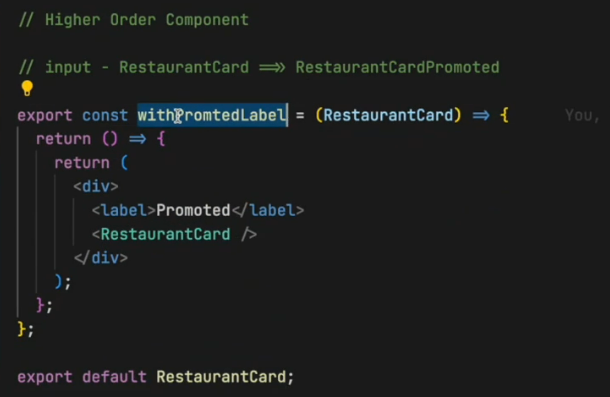 // Higher Order Component
// input - RestaurantCard ==>> RestaurantCardPromoted
export const withPromtedLabel = (RestaurantCard) => { You,
return () => {
return (
<div>
<label>Promoted</label>
<RestaurantCard />
</div>
);
};
};
export default RestaurantCard;